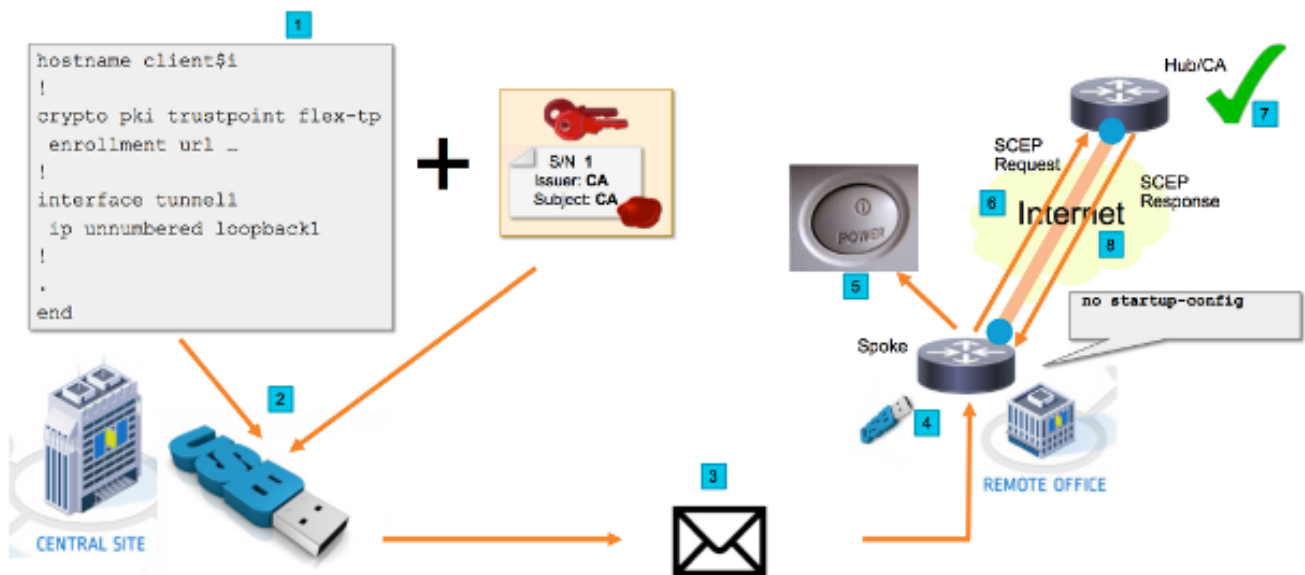 1
hostname client$i
!
crypto pki trustpoint flex-tp
enrollment url …
!
interface tunnel1
ip unnumbered loopback1
!
.
end
S/N 1
Issuer: CA
Subject: CA
2
USB
CENTRAL SITE
3
4
REMOTE OFFICE
Spoke
no startup-config
5
POWER
6
SCEP
Request
Internet
SCEP
Response
8
Hub/CA
7